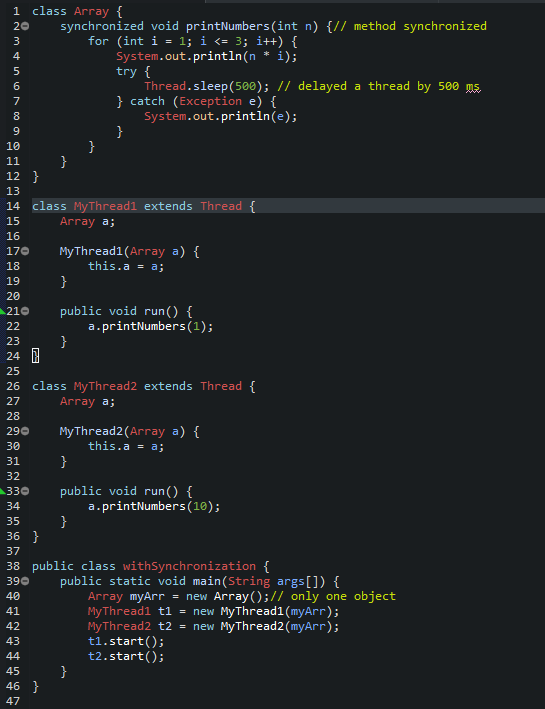 1 class Array {
2 synchronized void printNumbers(int n) {// method synchronized
3 for (int i = 1; i <= 3; i++) {
4 System.out.println(n * i);
5 try {
6 Thread.sleep(500); // delayed a thread by 500 ms
7 } catch (Exception e) {
8 System.out.println(e);
9 }
10 }
11 }
12 }
13
14 class MyThread1 extends Thread {
15 Array a;
16
17 MyThread1(Array a) {
18 this.a = a;
19 }
20
21 public void run() {
22 a.printNumbers(1);
23 }
24 }
25
26 class MyThread2 extends Thread {
27 Array a;
28
29 MyThread2(Array a) {
30 this.a = a;
31 }
32
33 public void run() {
34 a.printNumbers(10);
35 }
36 }
37
38 public class withSynchronization {
39 public static void main(String args[]) {
40 Array myArr = new Array();// only one object
41 MyThread1 t1 = new MyThread1(myArr);
42 MyThread2 t2 = new MyThread2(myArr);
43 t1.start();
44 t2.start();
45 }
46 }
47